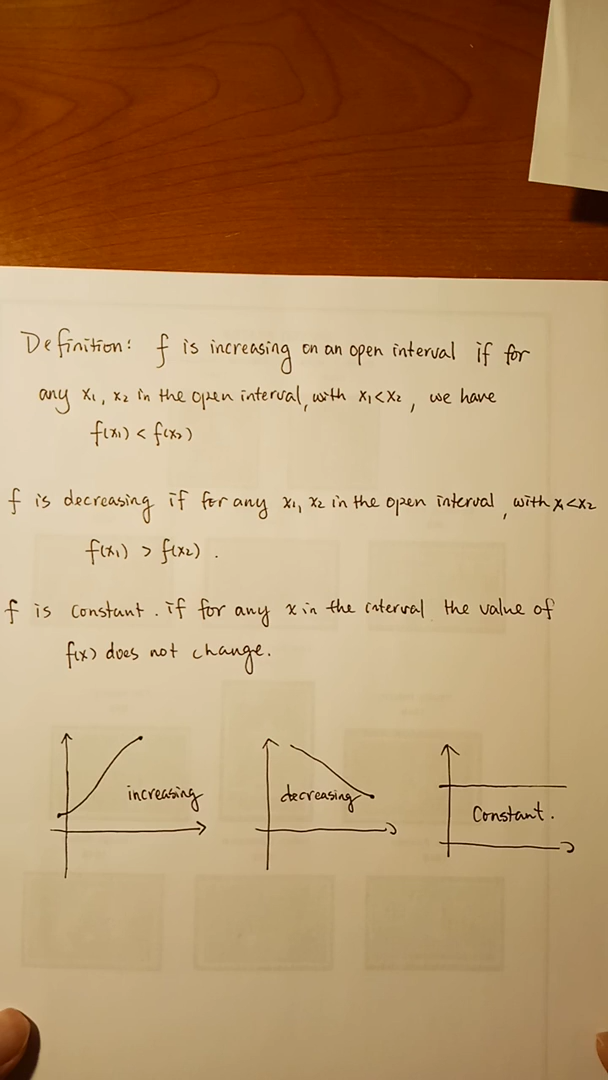 Definition: f is increasing on an open interval if for
any x₁, x₂ in the open interval, with x₁<x₂, we have
f(x₁) < f(x₂)
f is decreasing if for any x₁, x₂ in the open interval, with x₁<x₂
f(x₁) > f(x₂).
f is constant. if for any x in the interval the value of
f(x) does not change.
increasing
decreasing
Constant.